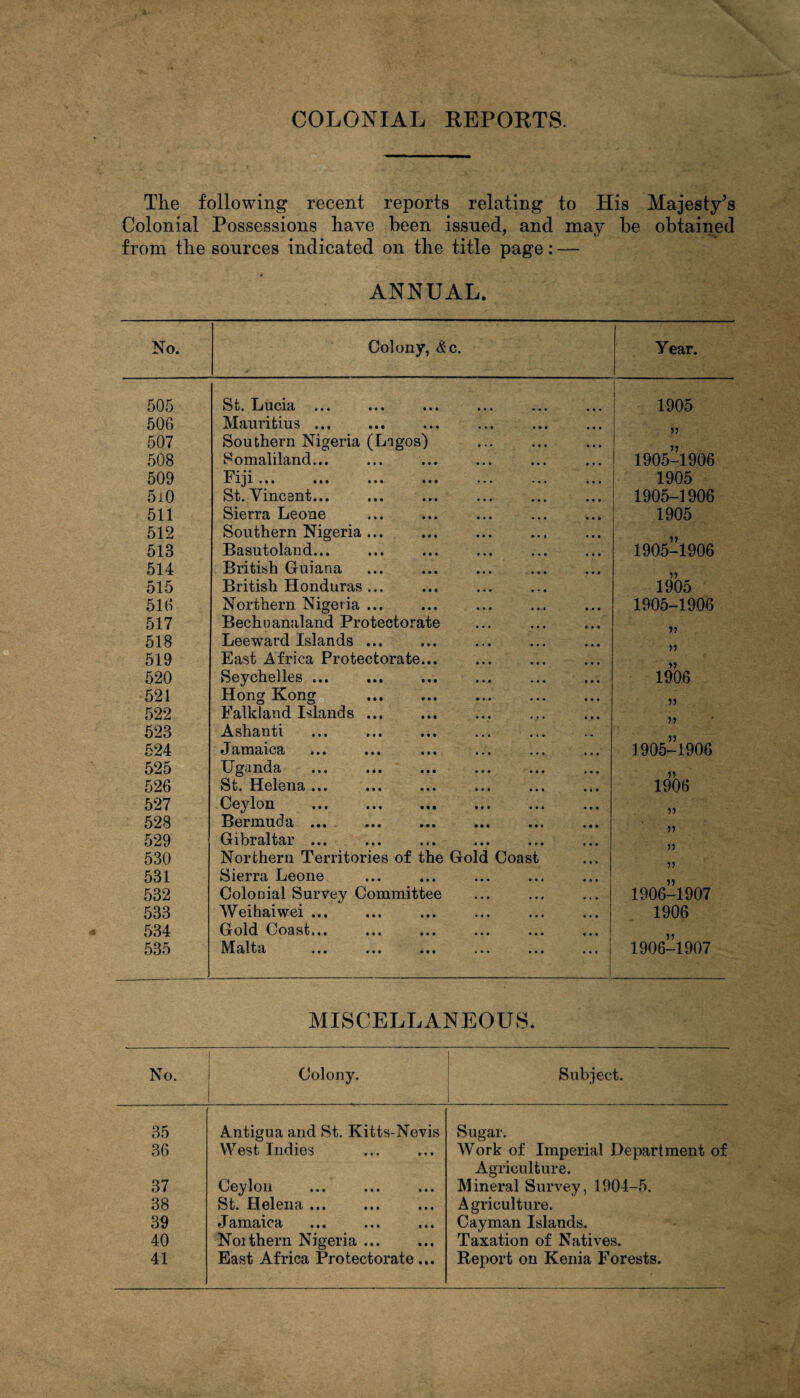 COLONIAL REPORTS.
The following recent reports relating to His Majesty's
Colonial Possessions have been issued, and may be obtained
from the sources indicated on the title page:—
ANNUAL.
No. Colony, &c. Year.
505 St. Lucia ... ... ... ... ... ... 1905
506 Mauritius ... ... ... ... ... ... „
507 Southern Nigeria (Lagos) ... ... ... „
508 Somaliland... ... ... ... ... ... 1905-1906
509 Fiji ... ... ... ... ... ... ... 1905
510 St. Vincent... ... ... ... ... ... 1905-1906
511 Sierra Leone ... ... ... ... ... 1905
512 Southern Nigeria ... ... ... ... ... „
513 Basutoland... ... ... ... ... ... 1905-1906
514 British Guiana ... ... ... ... ... „
515 British Honduras ... ... ... ... 1905
516 Northern Nigeria ... ... ... ... ... 1905-1906
517 Bechuanaland Protectorate ... ... ... „
518 Leeward Islands ... ... ... ... ... „
519 East Africa Protectorate... ... ... ... „
520 Seychelles ... ... ... ... ... ... 1906
521 Hong Kong ... ... ... ... ... „
522 Falkland Islands ... ... ... ... ... „
523 Ashanti ... ... ... ... ... ... „
524 Jamaica ... ... ... ... ... ... 1905-1906
525 Uganda ... ... ... ... ... ... „
526 St. Helena ... ... ... ... ... ... 1906
527 Ceylon ... ... ... ... ... ... „
528 Bermuda ... ... ... ... ... ... „
529 Gibraltar ... ... ... ... ... ... „
530 Northern Territories of the Gold Coast ... „
531 Sierra Leone ... ... ... ... ... „
532 Colonial Survey Committee ... ... ... 1906-1907
533 Weihaiwei ... ... ... ... ... ... 1906
534 Gold Coast... ... ... ... ... ... „
535 Malta ... ... ... ... ... ... 1906-1907
MISCELLANEOUS.
No. Colony. Subject.
35 Antigua and St. Kitts-Nevis Sugar.
36 West Indies ... ... Work of Imperial Department of
Agriculture.
37 Ceylon ... ... ... Mineral Survey, 1904-5.
38 St. Helena ... ... ... Agriculture.
39 Jamaica ... ... ... Cayman Islands.
40 Northern Nigeria ... ... Taxation of Natives.
41 East Africa Protectorate ... Report on Kenia Forests.